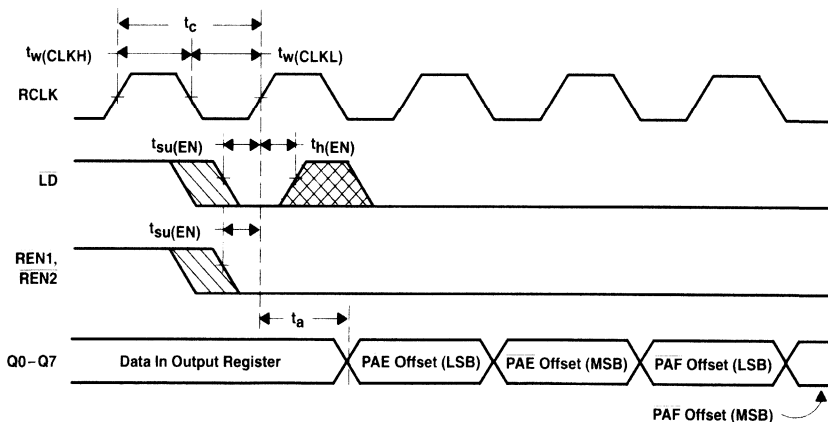 tc
tw(CLKH)
tw(CLKL)
RCLK
tsu(EN)
th(EN)
LD
tsu(EN)
REN1,
REN2
ta
Q0–Q7
Data In Output Register
PAE Offset (LSB)
PAE Offset (MSB)
PAF Offset (LSB)
PAF Offset (MSB)